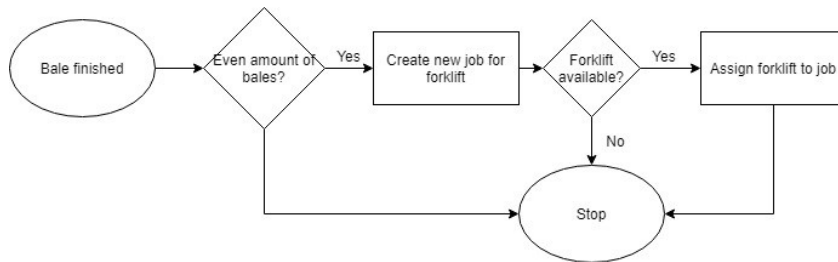 Bale finished
Even amount of
bales?
Yes
Create new job for
forklift
Forklift
available?
Yes
Assign forklift to job
No
Stop